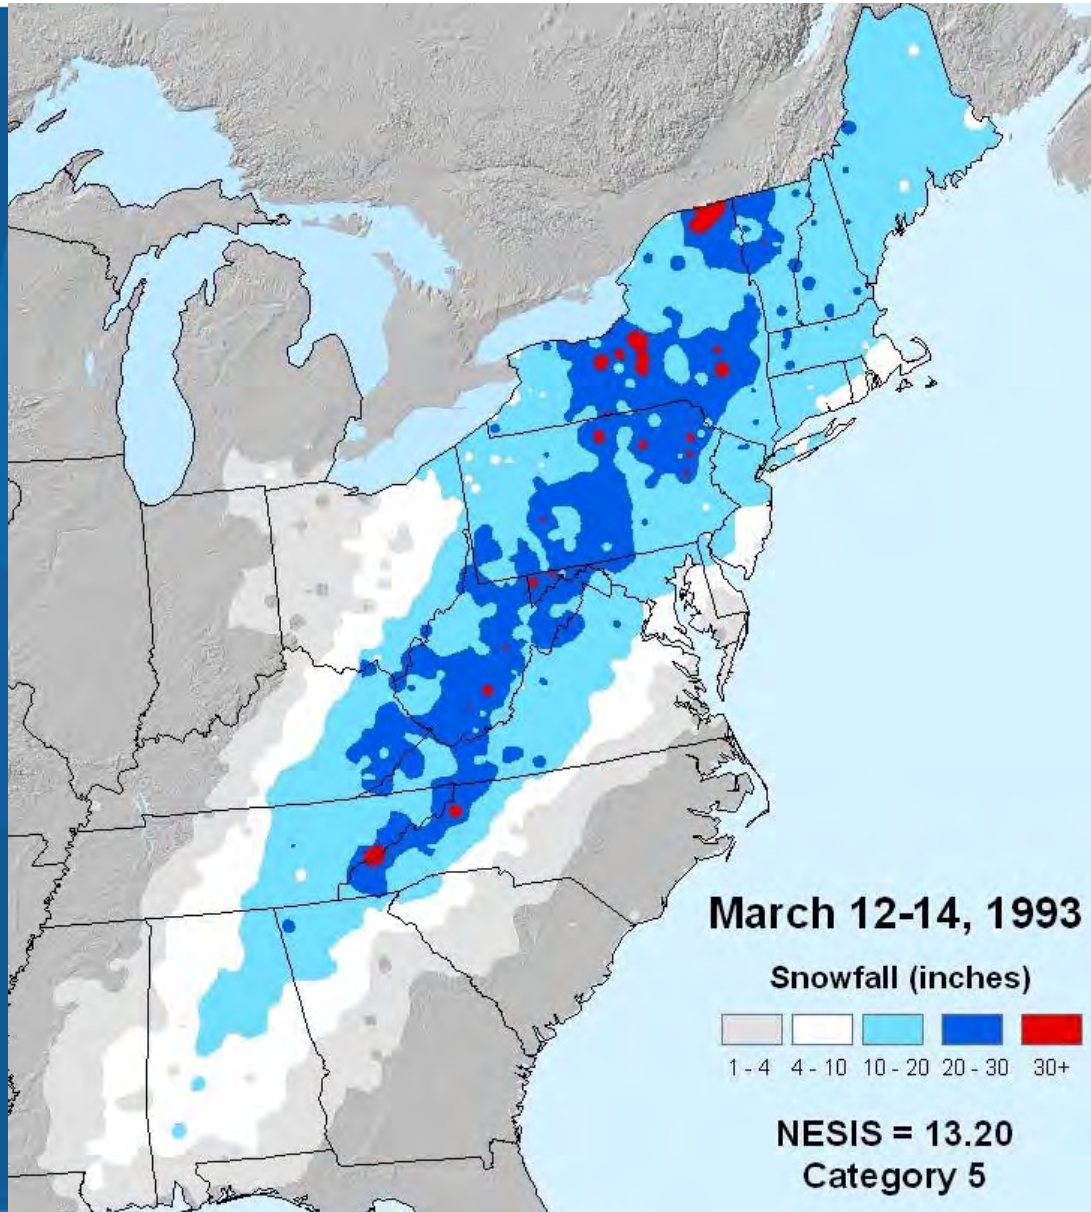 March 12-14, 1993
Snowfall (inches)
1 - 4 4 - 10 10 - 20 20 - 30 30+
NESIS = 13.20
Category 5